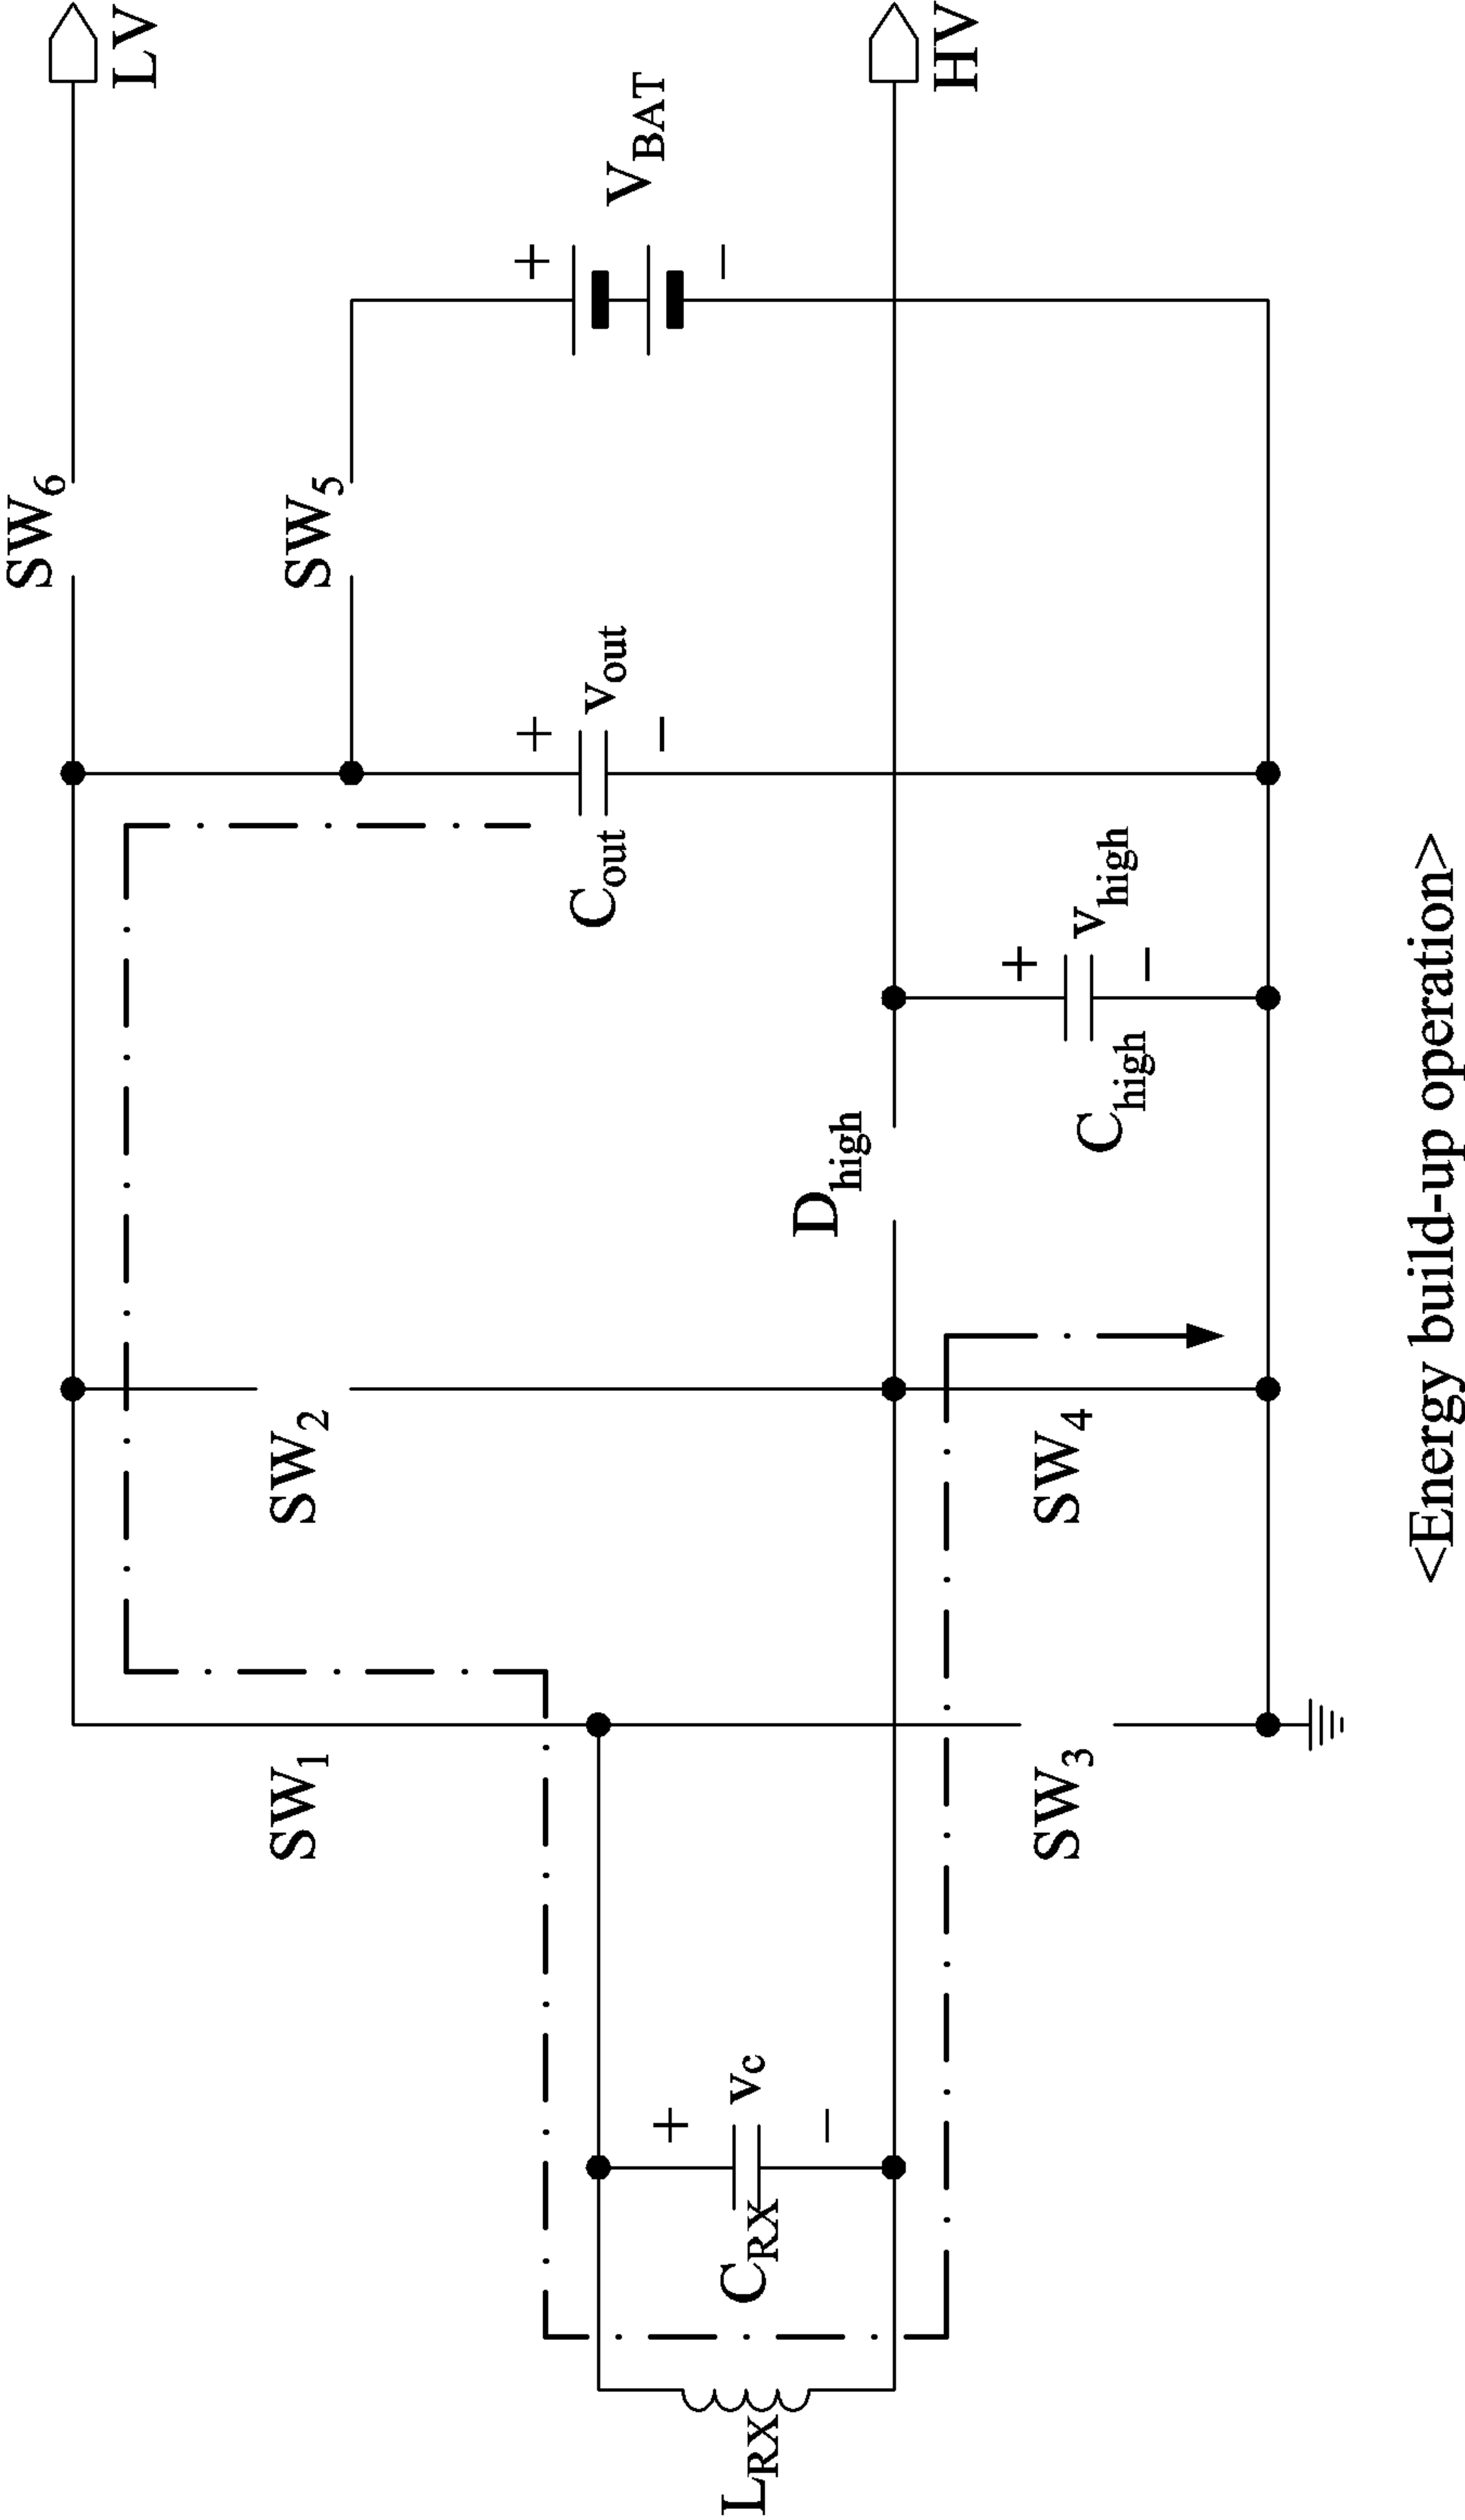 SW6
LV
SW1
SW2
SW5
Cout
vout
+
−
VBAT
+
−
LRX
CRX
vc
+
−
Dhigh
HV
SW3
SW4
Chigh
vhigh
+
−
<Energy build-up operation>